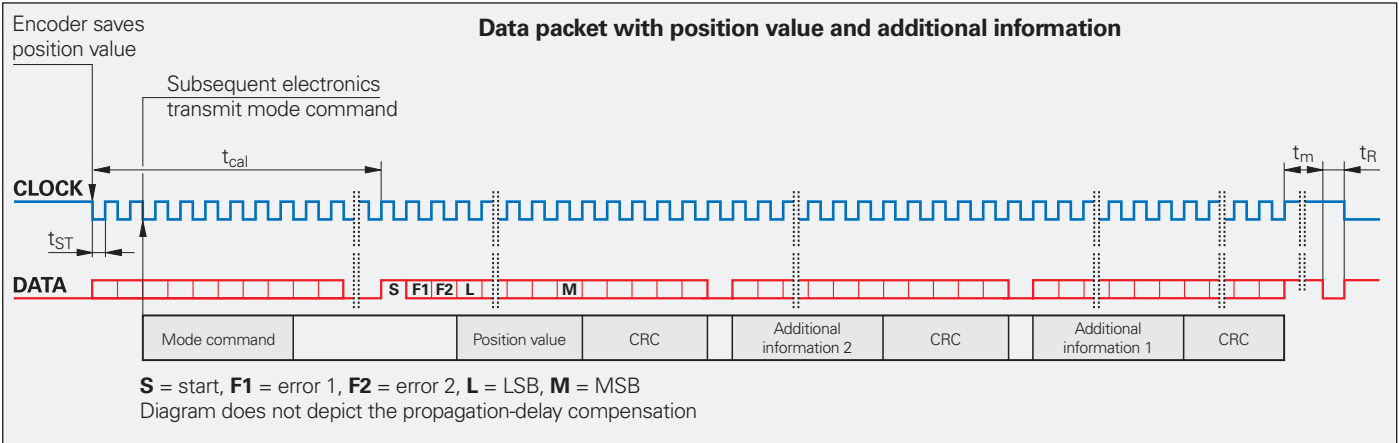 Encoder saves
position value
Data packet with position value and additional information
Subsequent electronics
transmit mode command
tcal
tm
tR
CLOCK
tST
DATA
S F1 F2 L M
Mode command
Position value
CRC
Additional
information 2
CRC
Additional
information 1
CRC
S = start, F1 = error 1, F2 = error 2, L = LSB, M = MSB
Diagram does not depict the propagation-delay compensation